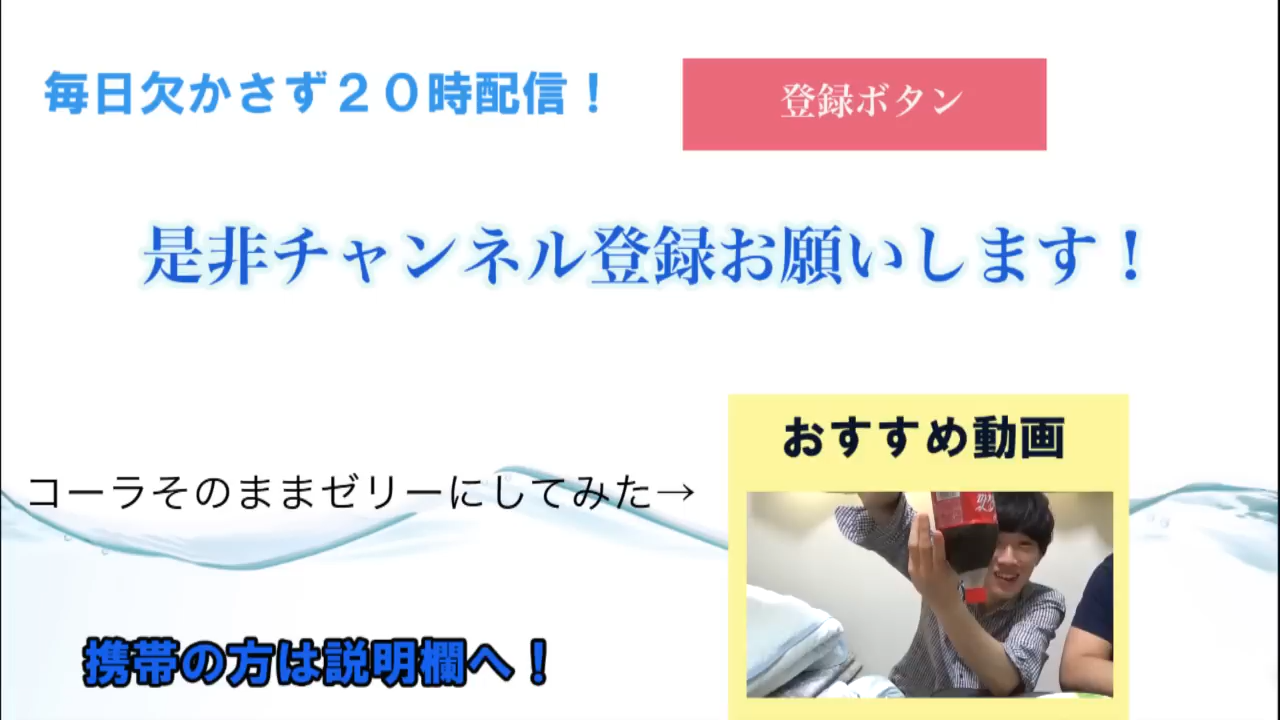 毎日欠かさず２０時配信！
登録ボタン
是非チャンネル登録お願いします！
おすすめ動画
コーラそのままゼリーにしてみた→
携帯の方は説明欄へ！